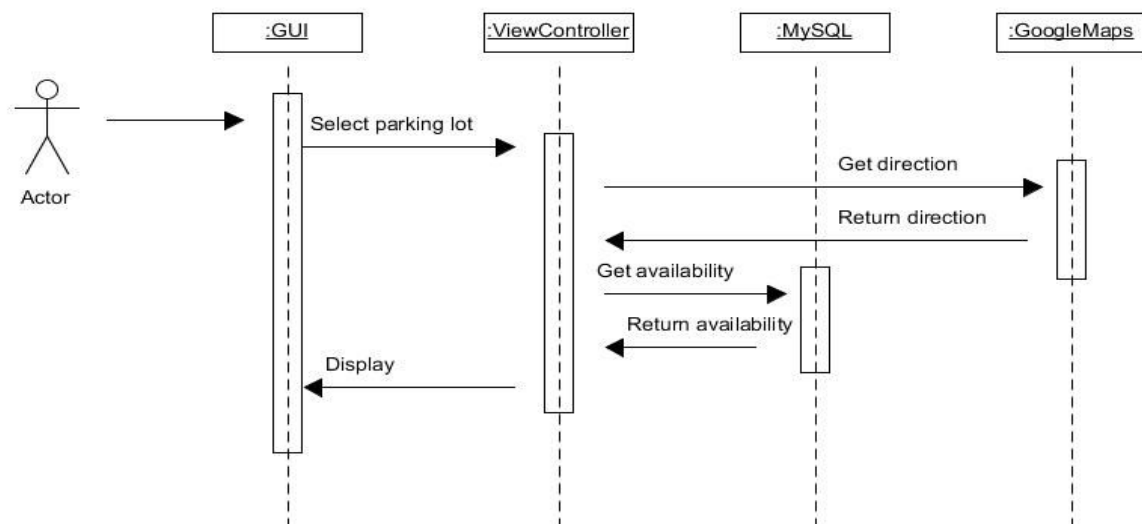 :GUI
:ViewController
:MySQL
:GoogleMaps
Select parking lot
Actor
Get direction
Return direction
Get availability
Return availability
Display